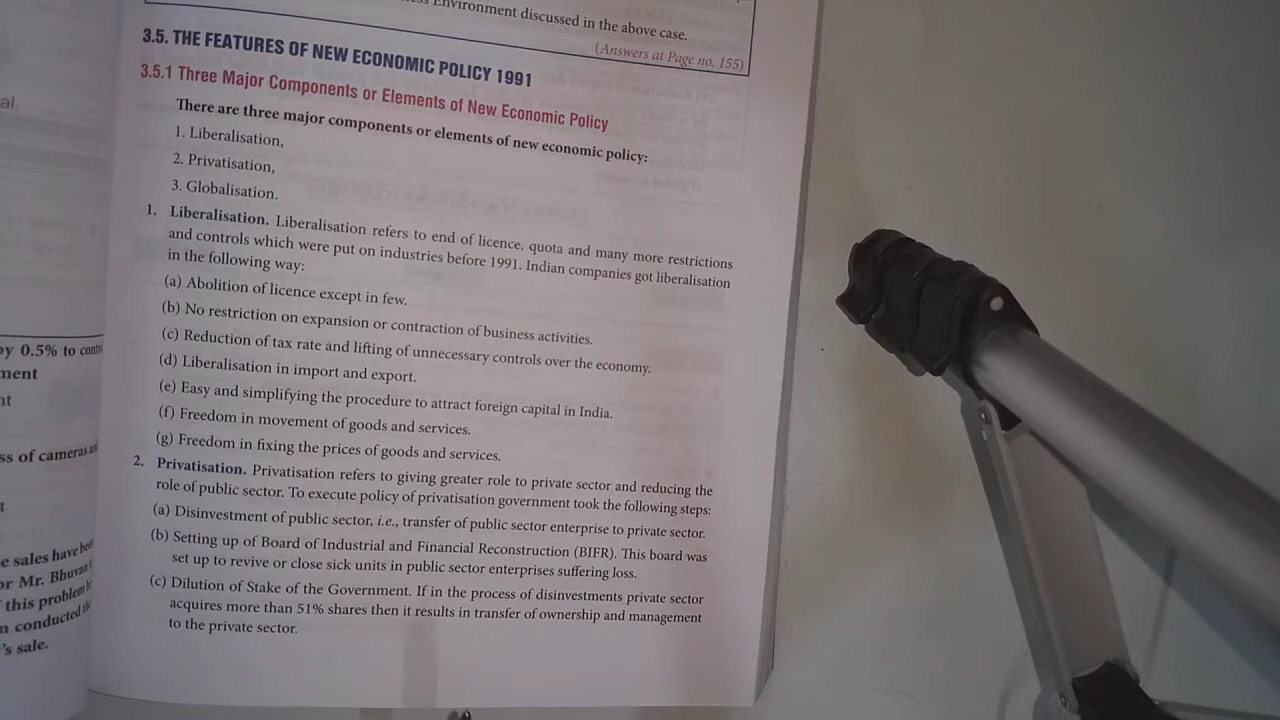 Environment discussed in the above case.
(Answers at Page no. 155)
3.5. THE FEATURES OF NEW ECONOMIC POLICY 1991
3.5.1 Three Major Components or Elements of New Economic Policy
There are three major components or elements of new economic policy:
1. Liberalisation,
2. Privatisation,
3. Globalisation.
1. Liberalisation. Liberalisation refers to end of licence, quota and many more restrictions
and controls which were put on industries before 1991. Indian companies got liberalisation
in the following way:
(a) Abolition of licence except in few.
(b) No restriction on expansion or contraction of business activities.
(c) Reduction of tax rate and lifting of unnecessary controls over the economy.
(d) Liberalisation in import and export.
(e) Easy and simplifying the procedure to attract foreign capital in India.
(f) Freedom in movement of goods and services.
(g) Freedom in fixing the prices of goods and services.
2. Privatisation. Privatisation refers to giving greater role to private sector and reducing the
role of public sector. To execute policy of privatisation government took the following steps:
(a) Disinvestment of public sector, i.e., transfer of public sector enterprise to private sector.
(b) Setting up of Board of Industrial and Financial Reconstruction (BIFR). This board was
set up to revive or close sick units in public sector enterprises suffering loss.
(c) Dilution of Stake of the Government. If in the process of disinvestments private sector
acquires more than 51% shares then it results in transfer of ownership and management
to the private sector.
by 0.5% to
of cameras
sales have
Mr. Bhuvan
this problem
conducted
's sale.